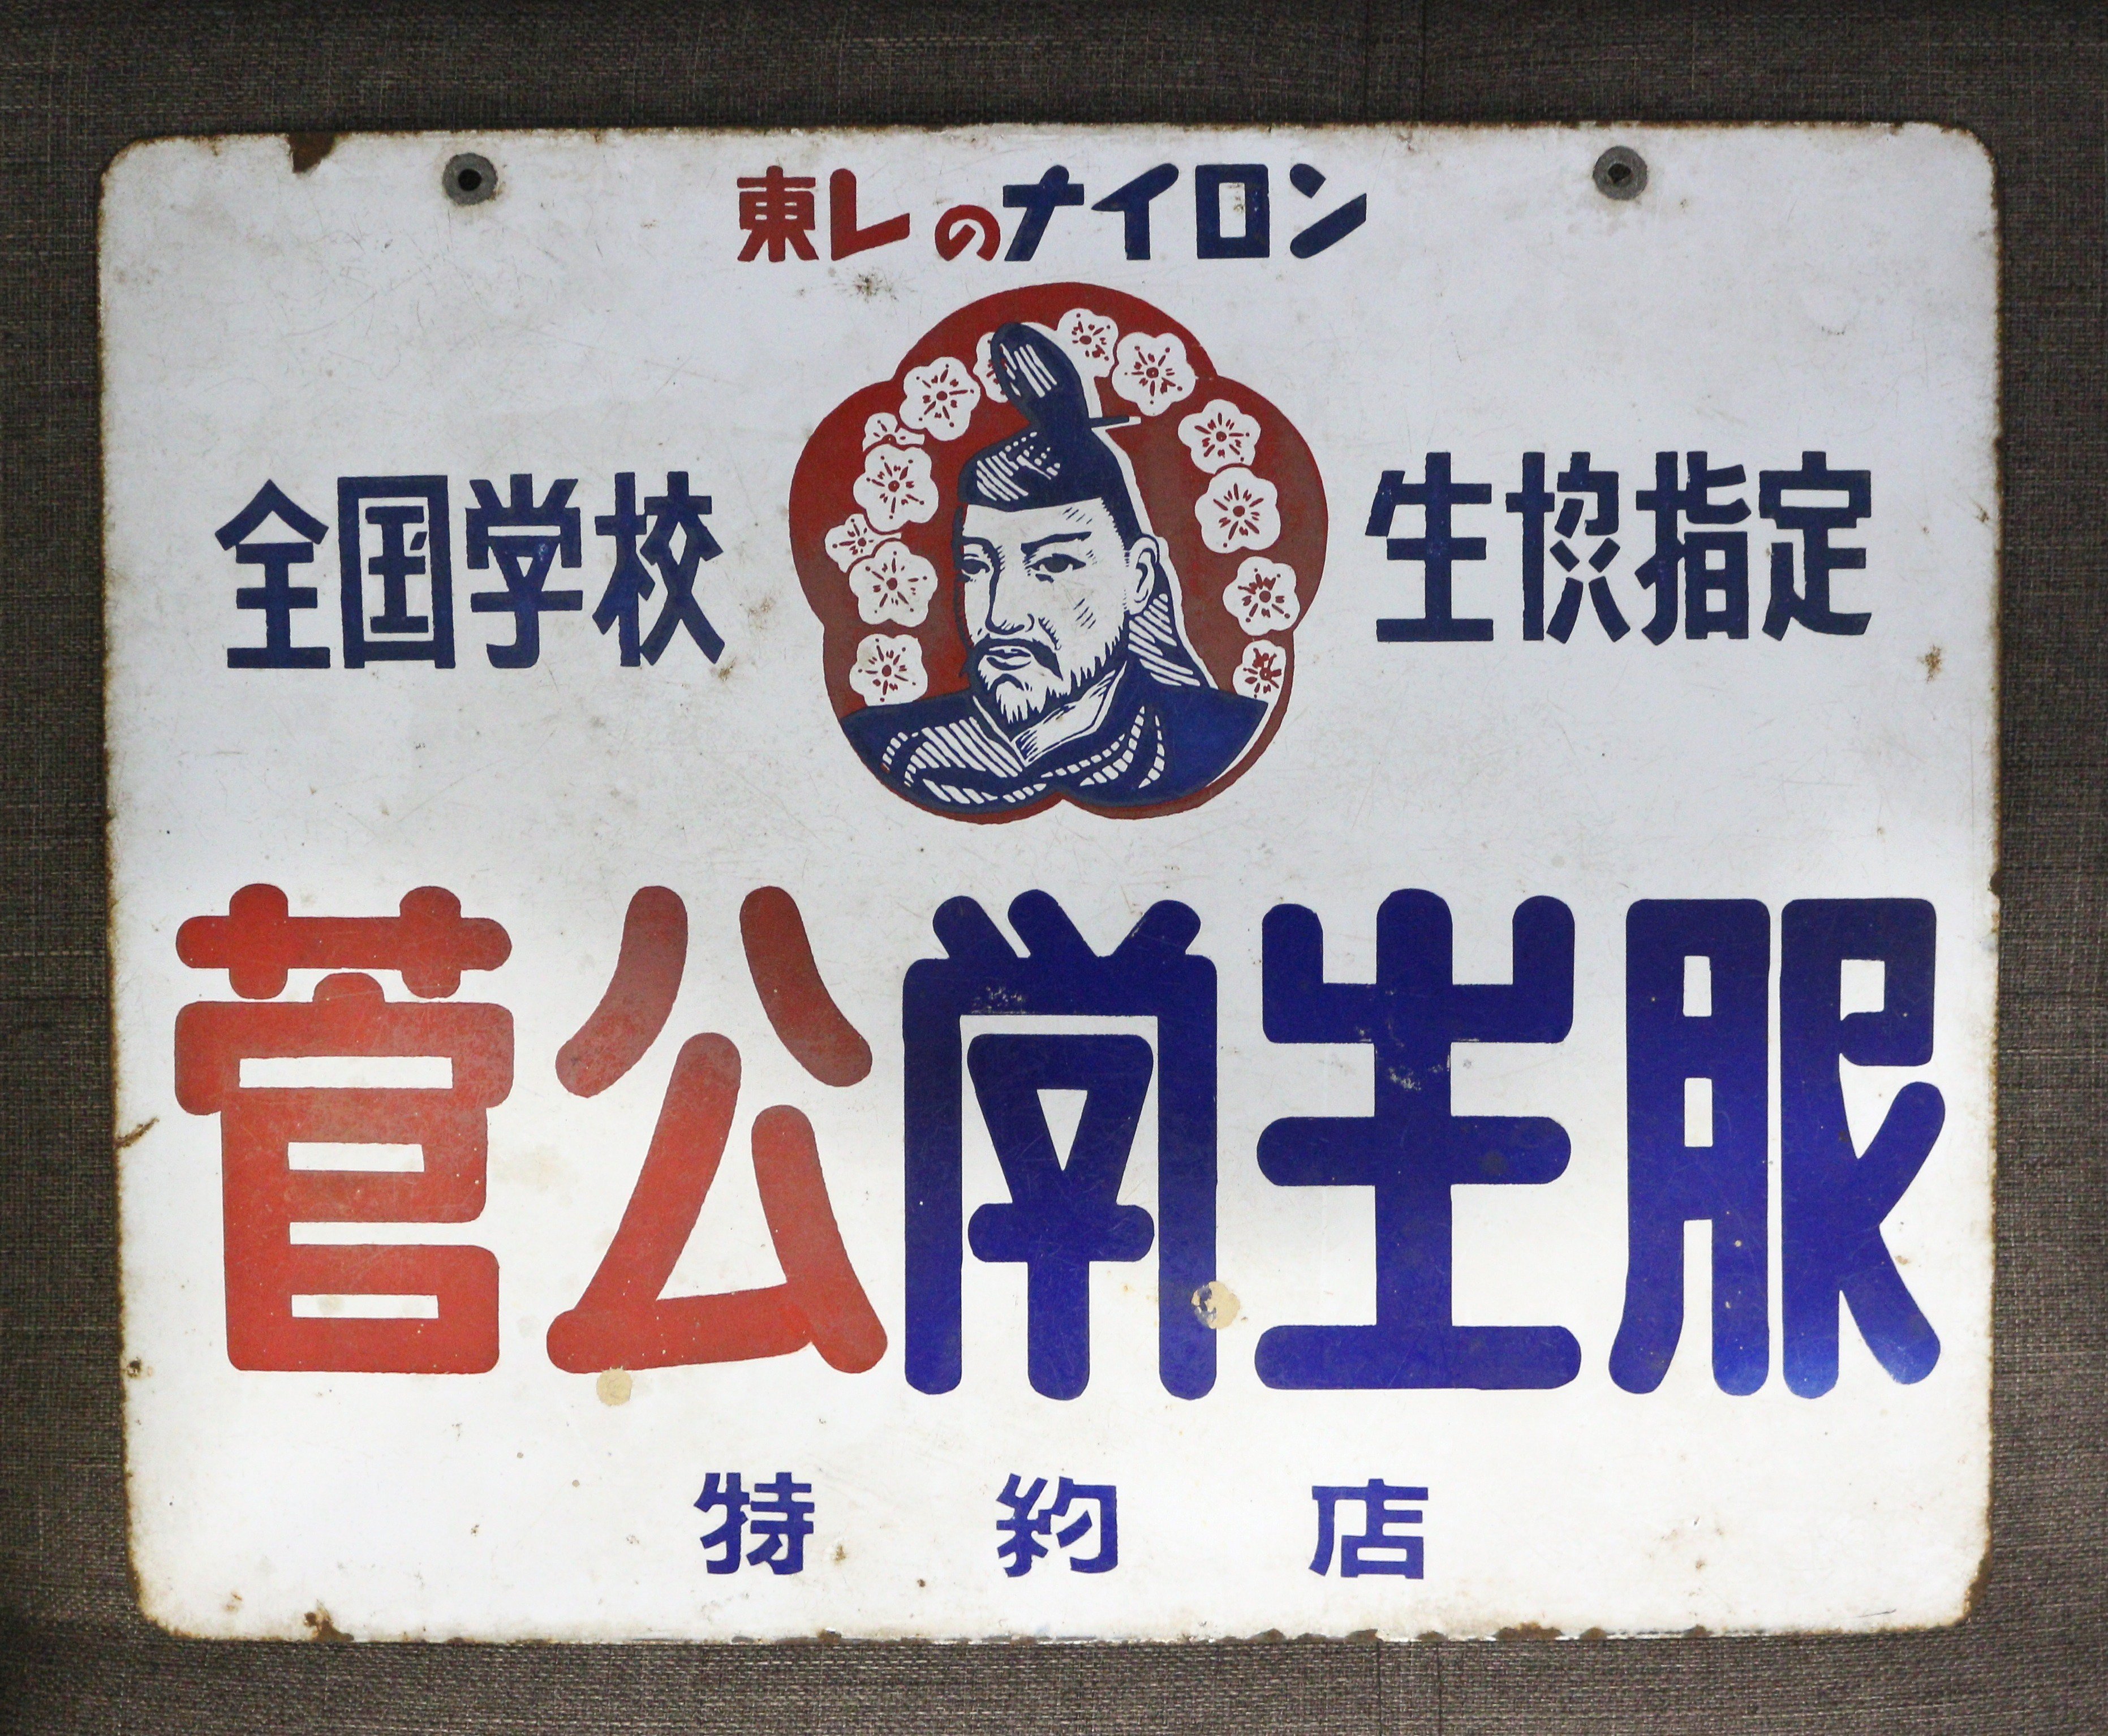 東レのナイロン
全国学校 生協指定
菅公学生服
特約店